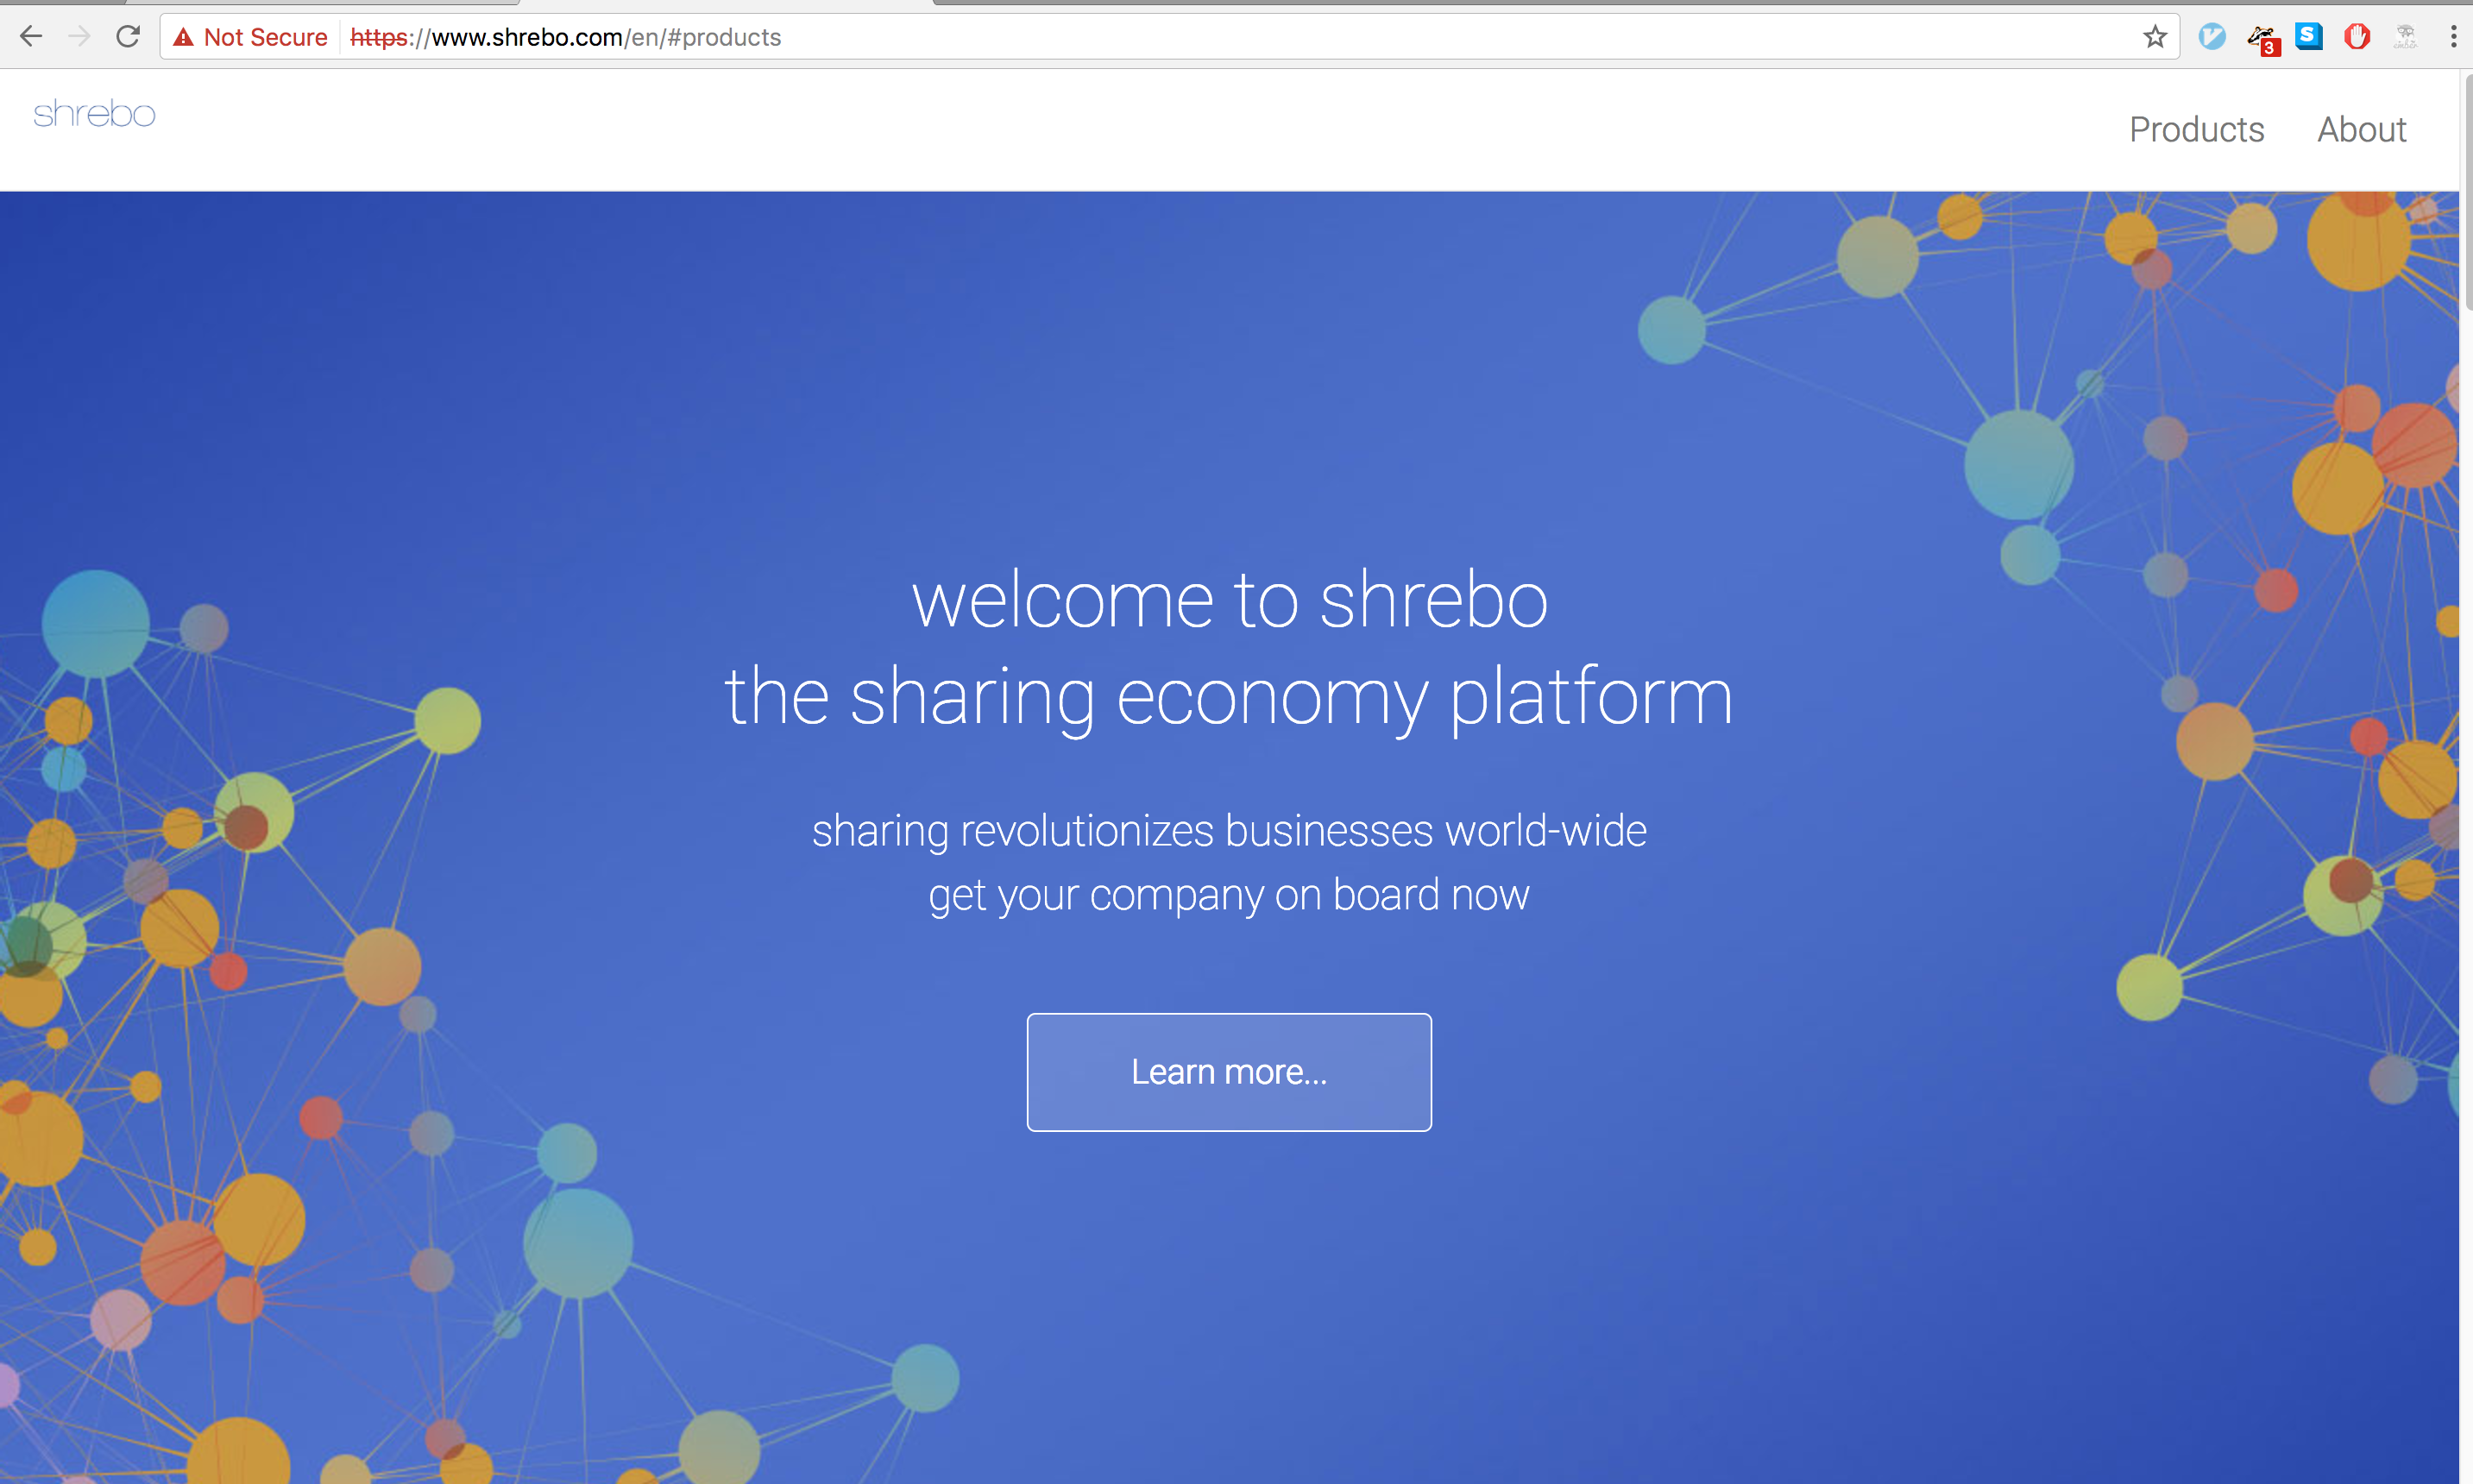 Not Secure https://www.shrebo.com/en/#products
3
S
shrebo
Products About
welcome to shrebo
the sharing economy platform
sharing revolutionizes businesses world-wide
get your company on board now
Learn more...